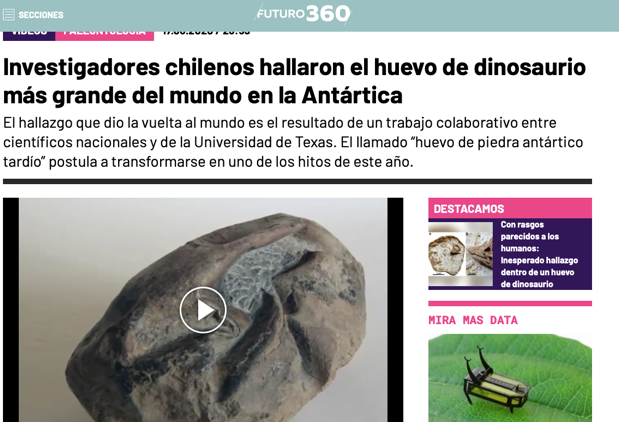 SECCIONES
FUTURO360
VIDEOS PALEONTOLOGÍA
Investigadores chilenos hallaron el huevo de dinosaurio
más grande del mundo en la Antártica
El hallazgo que dio la vuelta al mundo es el resultado de un trabajo colaborativo entre
científicos nacionales y de la Universidad de Texas. El llamado “huevo de piedra antártico
tardío” postula a transformarse en uno de los hitos de este año.
DESTACAMOS
Con rasgos
parecidos a los
humanos:
Inesperado hallazgo
dentro de un huevo
de dinosaurio
MIRA MAS DATA